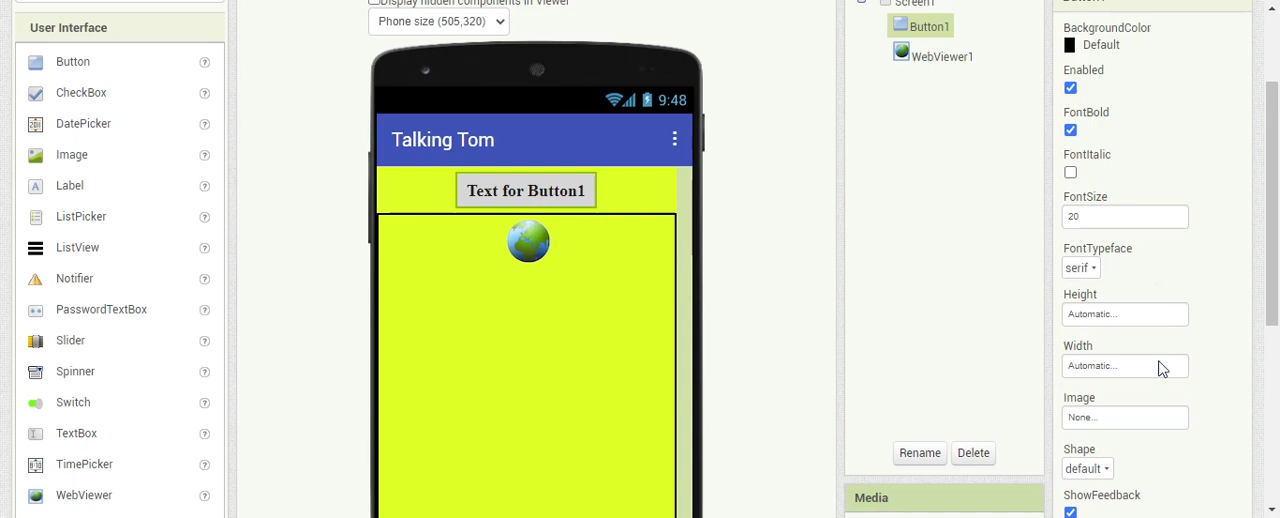 Display hidden components in Viewer
Phone size (505,320)
User Interface
Button ?
CheckBox ?
DatePicker ?
Image ?
Label ?
ListPicker ?
ListView ?
Notifier ?
PasswordTextBox ?
Slider ?
Spinner ?
Switch ?
TextBox ?
TimePicker ?
WebViewer ?
9:48
Talking Tom
Text for Button1
Screen1
Button1
WebViewer1
Rename Delete
Media
Button1
BackgroundColor
Default
Enabled
FontBold
FontItalic
FontSize
20
FontTypeface
serif
Height
Automatic...
Width
Automatic...
Image
None...
Shape
default
ShowFeedback